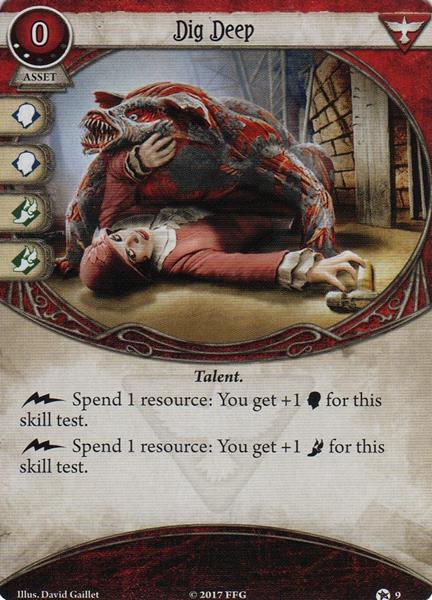 Dig Deep
0
ASSET
Talent.
Spend 1 resource: You get +1 for this
skill test.
Spend 1 resource: You get +1 for this
skill test.
Illus. David Gaillet
© 2017 FFG
9